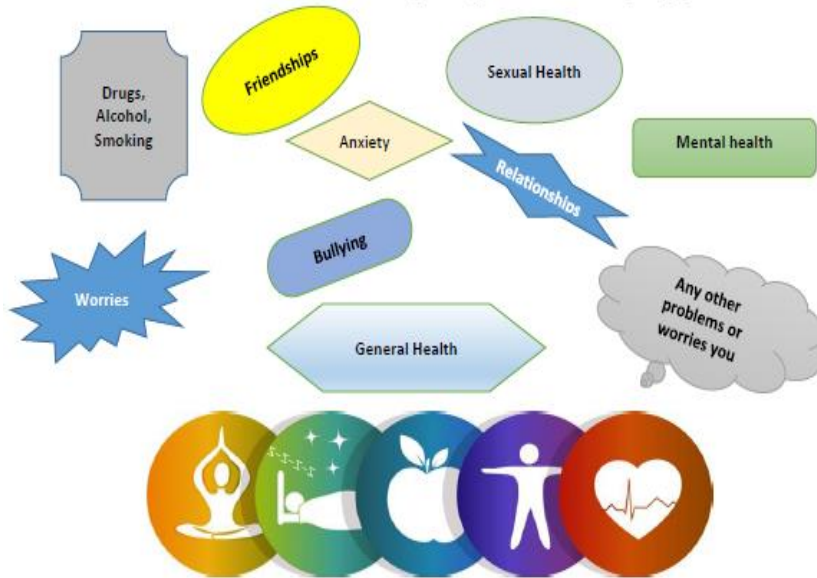 Friendships
Sexual Health
Drugs,
Alcohol,
Smoking
Anxiety
Mental health
Relationships
Bullying
Worries
Any other
problems or
worries you
General Health